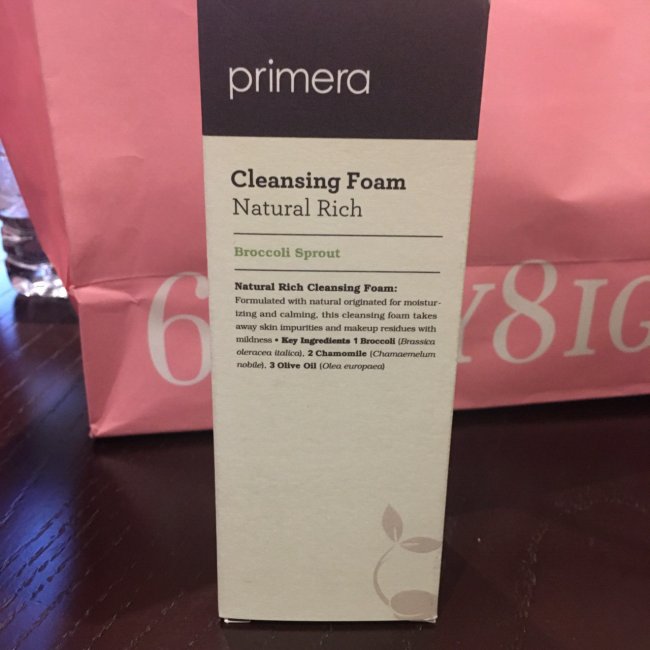 primera
Cleansing Foam
Natural Rich
Broccoli Sprout
Natural Rich Cleansing Foam:
Formulated with natural originated for moistur-
izing and calming, this cleansing foam takes
away skin impurities and makeup residues with
mildness • Key Ingredients 1 Broccoli (Brassica
oleracea italica), 2 Chamomile (Chamaemelum
nobile), 3 Olive Oil (Olea europaea)
6
Y8IG